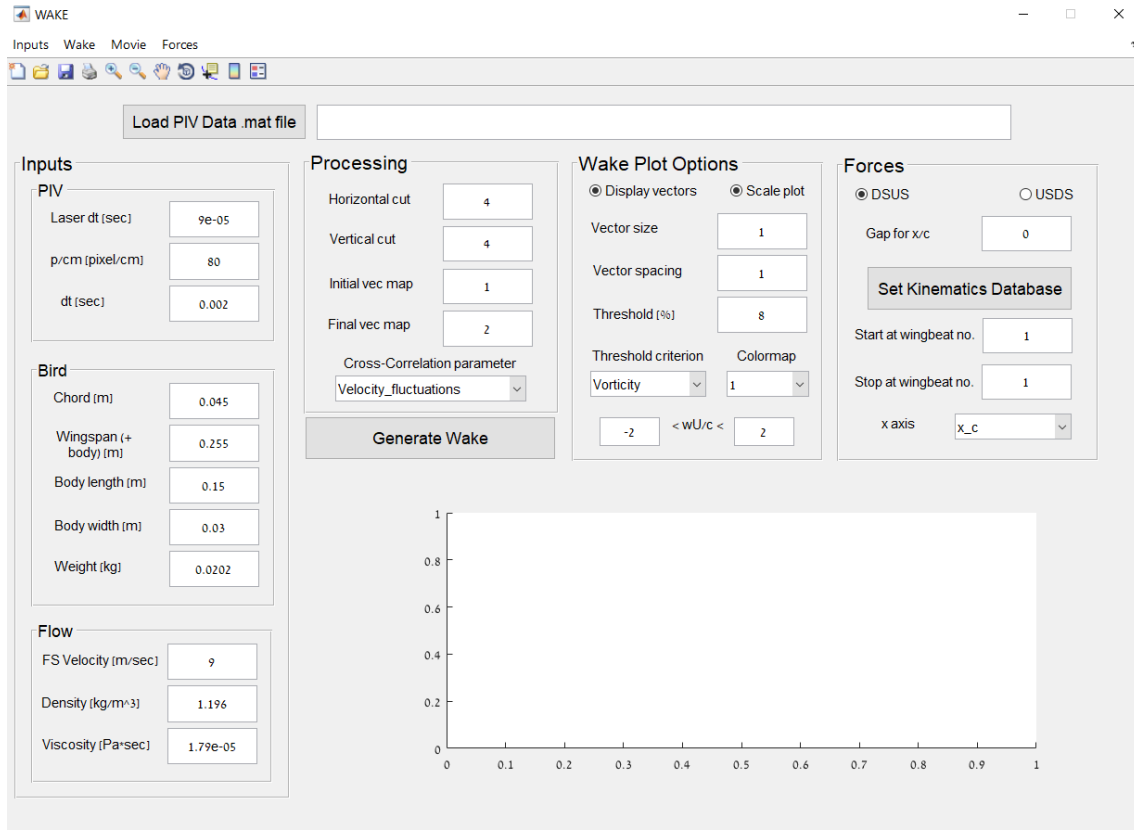 WAKE
Inputs Wake Movie Forces
Load PIV Data .mat file
Inputs
PIV
Laser dt [sec] 9e-05
p/cm [pixel/cm] 80
dt [sec] 0.002
Bird
Chord [m] 0.045
Wingspan (+
body) [m] 0.255
Body length [m] 0.15
Body width [m] 0.03
Weight [kg] 0.0202
Flow
FS Velocity [m/sec] 9
Density [kg/m^3] 1.196
Viscosity [Pa*sec] 1.79e-05
Processing
Horizontal cut 4
Vertical cut 4
Initial vec map 1
Final vec map 2
Cross-Correlation parameter
Velocity_fluctuations
Generate Wake
Wake Plot Options
Display vectors Scale plot
Vector size 1
Vector spacing 1
Threshold [%] 8
Threshold criterion Colormap
Vorticity 1
-2 < wU/c < 2
Forces
DSUS USDS
Gap for x/c 0
Set Kinematics Database
Start at wingbeat no. 1
Stop at wingbeat no. 1
x axis x_c
1
0.8
0.6
0.4
0.2
0
0 0.1 0.2 0.3 0.4 0.5 0.6 0.7 0.8 0.9 1